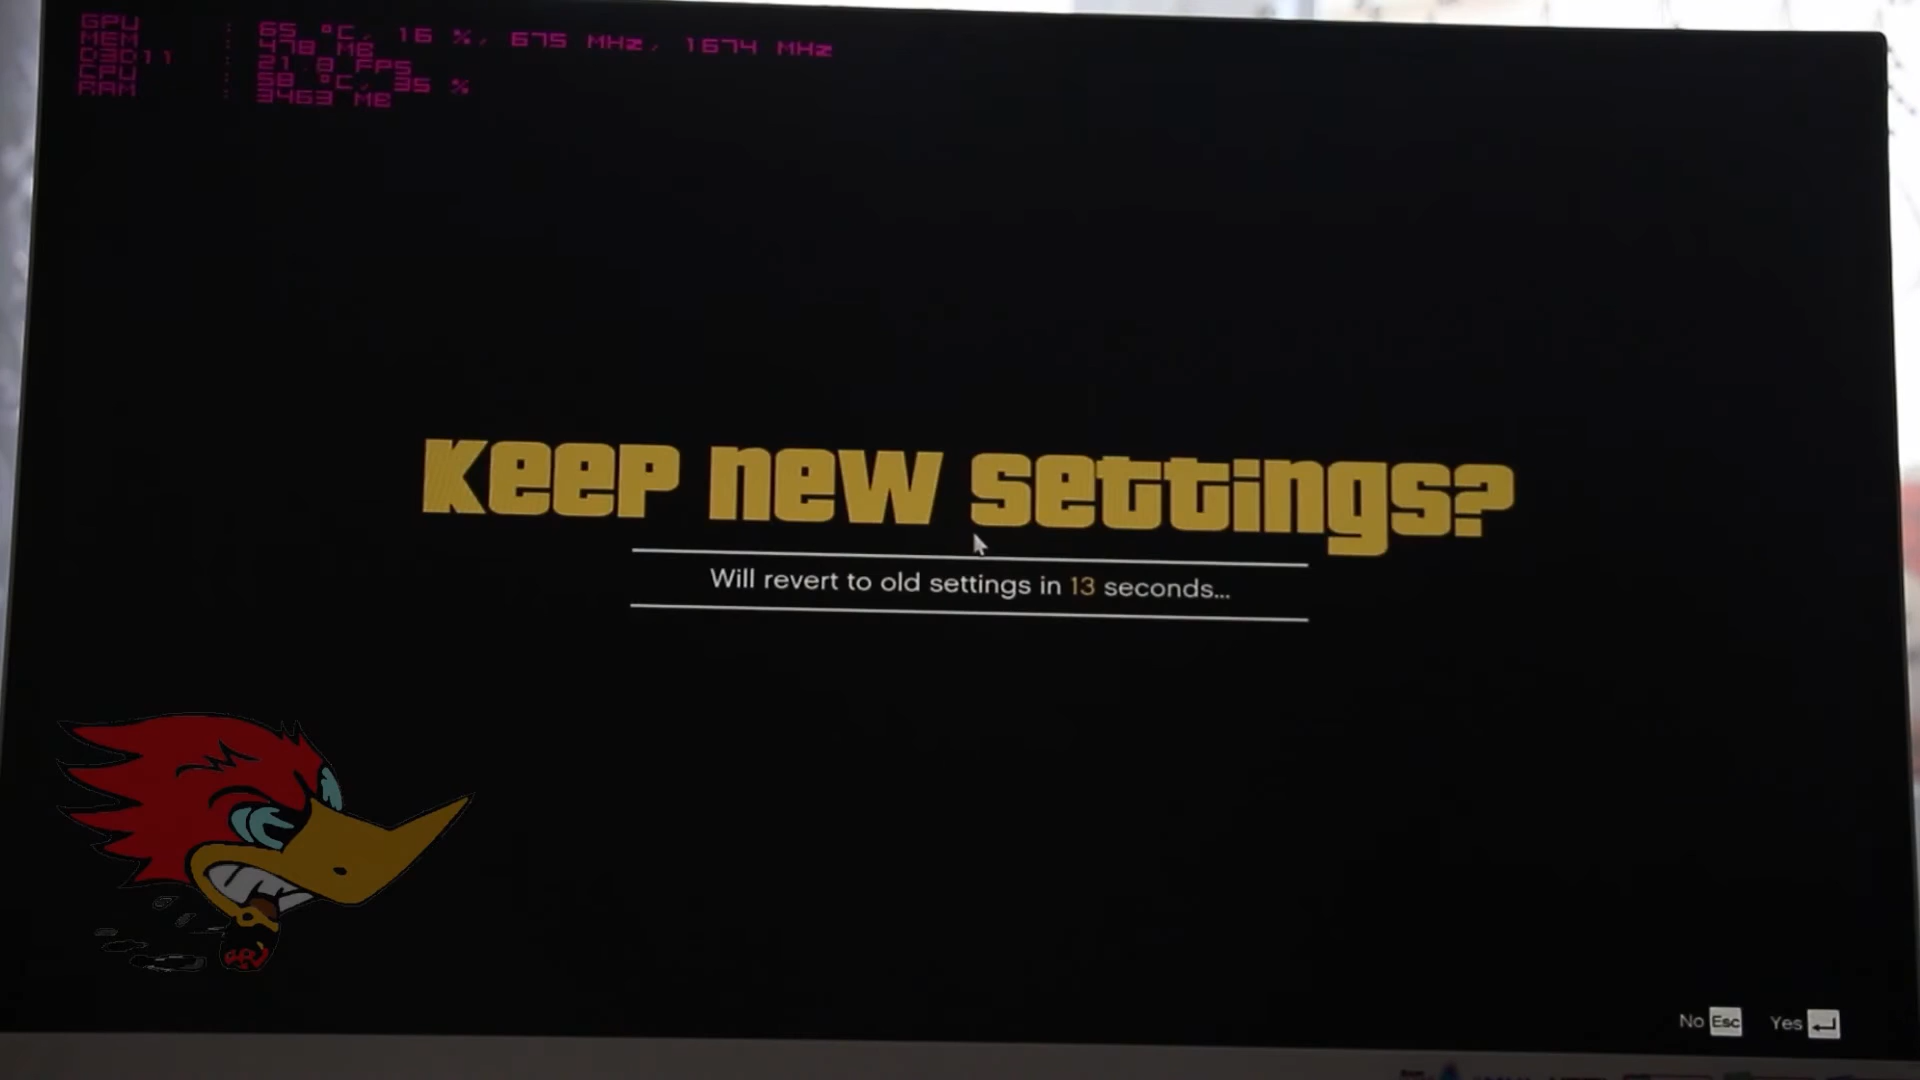 GPU : 65 °C, 16 %, 675 MHz, 1674 MHz
MEM : 478 MB
D3D11 : 21.8 FPS
CPU : 58 °C, 35 %
RAM : 3463 MB
Keep new settings?
Will revert to old settings in 13 seconds...
No Esc Yes